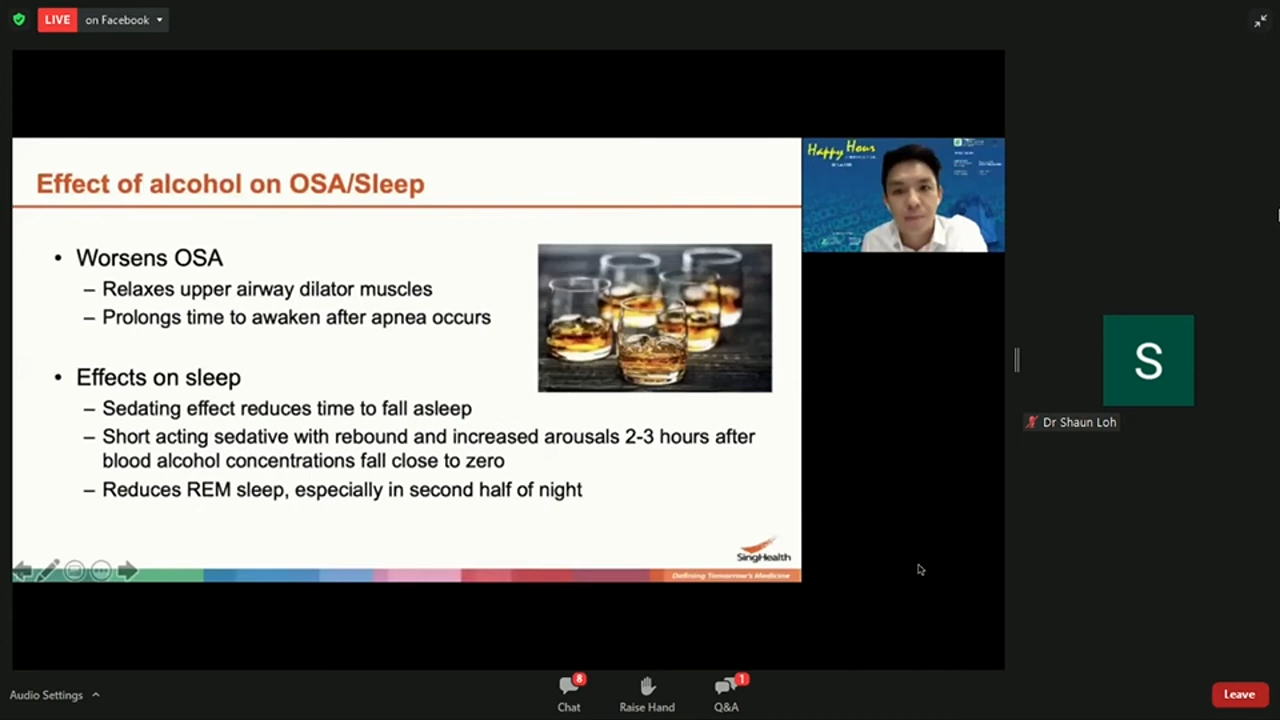 LIVE on Facebook
Effect of alcohol on OSA/Sleep
• Worsens OSA
– Relaxes upper airway dilator muscles
– Prolongs time to awaken after apnea occurs
• Effects on sleep
– Sedating effect reduces time to fall asleep
– Short acting sedative with rebound and increased arousals 2-3 hours after
blood alcohol concentrations fall close to zero
– Reduces REM sleep, especially in second half of night
SingHealth
Defining Tomorrow's Medicine
Happy Hour
S
Dr Shaun Loh
Audio Settings
8
Chat
Raise Hand
1
Q&A
Leave